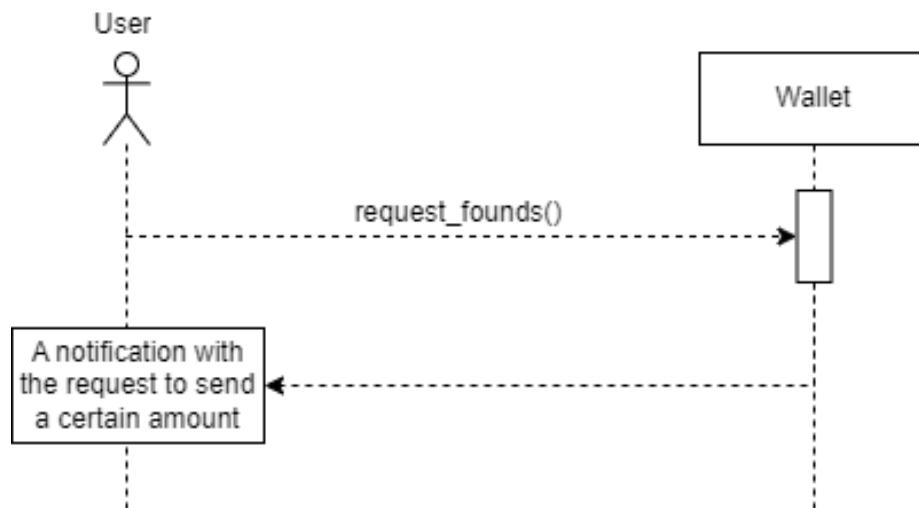 User
Wallet
request_founds()
A notification with
the request to send
a certain amount